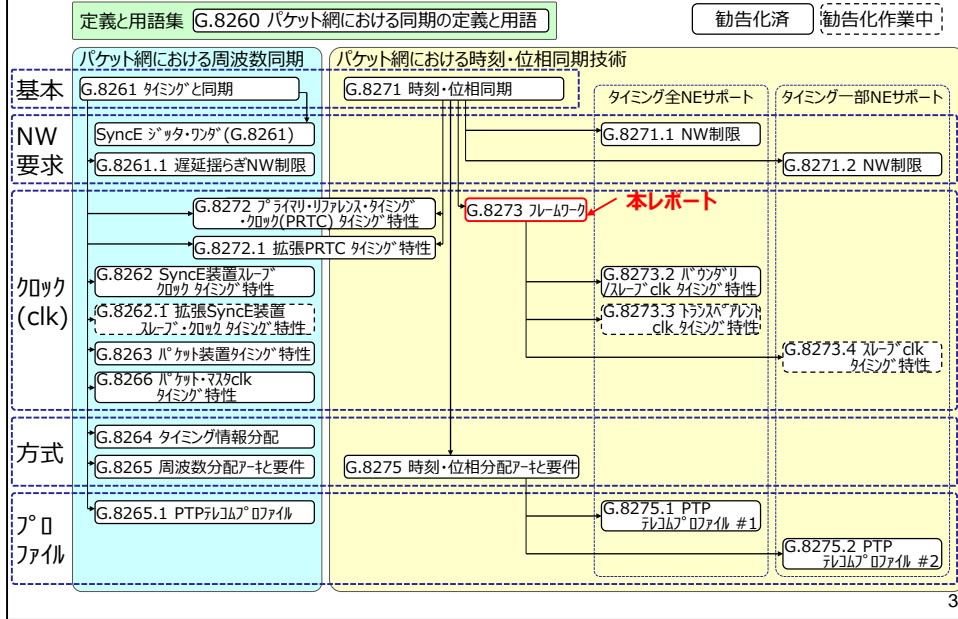 定義と用語集 G.8260 パケット網における同期の定義と用語
勧告化済
勧告化作業中
パケット網における周波数同期
パケット網における時刻・位相同期技術
基本
G.8261 ﾀｲﾐﾝｸﾞと同期
G.8271 時刻・位相同期
タイミング全NEサポート
タイミング一部NEサポート
NW
要求
SyncE ｼﾞｯﾀ・ﾜﾝﾀﾞ(G.8261)
G.8261.1 遅延揺らぎNW制限
G.8271.1 NW制限
G.8271.2 NW制限
クロック
(clk)
G.8272 ﾌﾟﾗｲﾏﾘ・ﾘﾌｧﾚﾝｽ・ﾀｲﾐﾝｸﾞ
・ｸﾛｯｸ(PRTC) ﾀｲﾐﾝｸﾞ特性
G.8272.1 拡張PRTC ﾀｲﾐﾝｸﾞ特性
G.8273 ﾌﾚｰﾑﾜｰｸ
本レポート
G.8262 SyncE装置ｽﾚｰﾌﾞ
ｸﾛｯｸ ﾀｲﾐﾝｸﾞ特性
G.8262.1 拡張SyncE装置
ｽﾚｰﾌﾞ・ｸﾛｯｸ ﾀｲﾐﾝｸﾞ特性
G.8263 ﾊﾟｹｯﾄ装置ﾀｲﾐﾝｸﾞ特性
G.8266 ﾊﾟｹｯﾄ・ﾏｽﾀclk
ﾀｲﾐﾝｸﾞ特性
G.8273.2 ﾊﾞｳﾝﾀﾞﾘ
/ｽﾚｰﾌﾞclk ﾀｲﾐﾝｸﾞ特性
G.8273.3 ﾄﾗﾝｽﾍﾟｱﾚﾝﾄ
clk ﾀｲﾐﾝｸﾞ特性
G.8273.4 ｽﾚｰﾌﾞclk
ﾀｲﾐﾝｸﾞ特性
方式
G.8264 タイミング情報分配
G.8265 周波数分配ｱｰｷと要件
G.8275 時刻・位相分配ｱｰｷと要件
ﾌﾟﾛ
ﾌｧｲﾙ
G.8265.1 PTPﾃﾚｺﾑﾌﾟﾛﾌｧｲﾙ
G.8275.1 PTP
ﾃﾚｺﾑﾌﾟﾛﾌｧｲﾙ #1
G.8275.2 PTP
ﾃﾚｺﾑﾌﾟﾛﾌｧｲﾙ #2
3